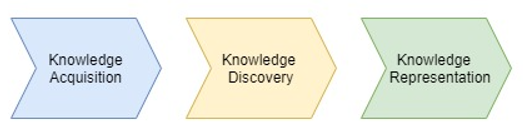 Knowledge
Acquisition
Knowledge
Discovery
Knowledge
Representation